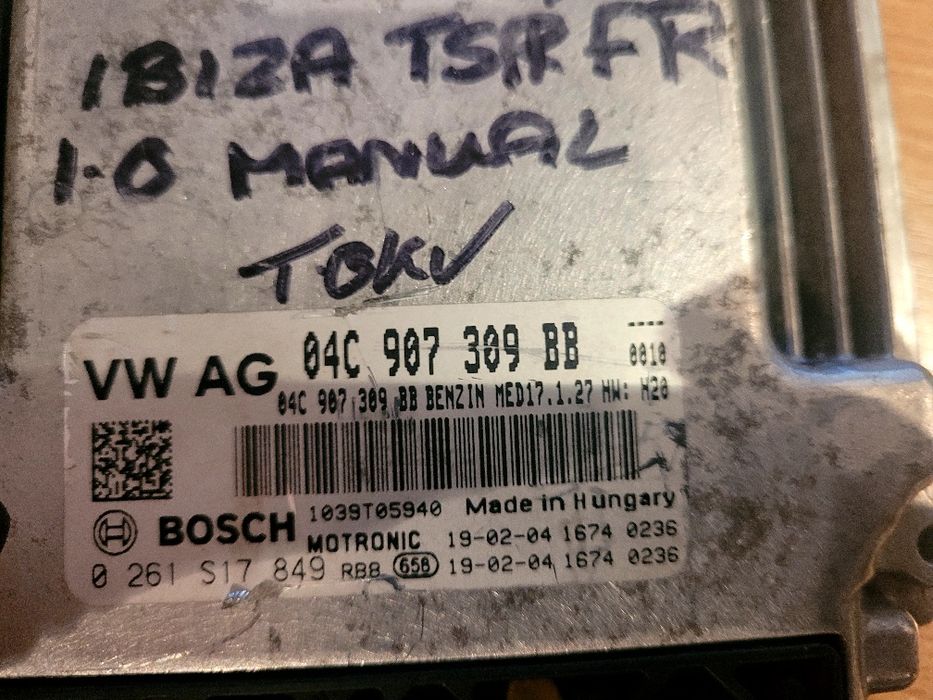 IBIZA TSR FR
1.0 MANUAL
TGKV
VW AG 04C 907 309 BB ----
0010
04C 907 309 BB BENZIN MED17.1.27 HW: H20
1039T05940 Made in Hungary
BOSCH MOTRONIC 19-02-04 1674 0236
0 261 S17 849 RB8 658 19-02-04 1674 0236